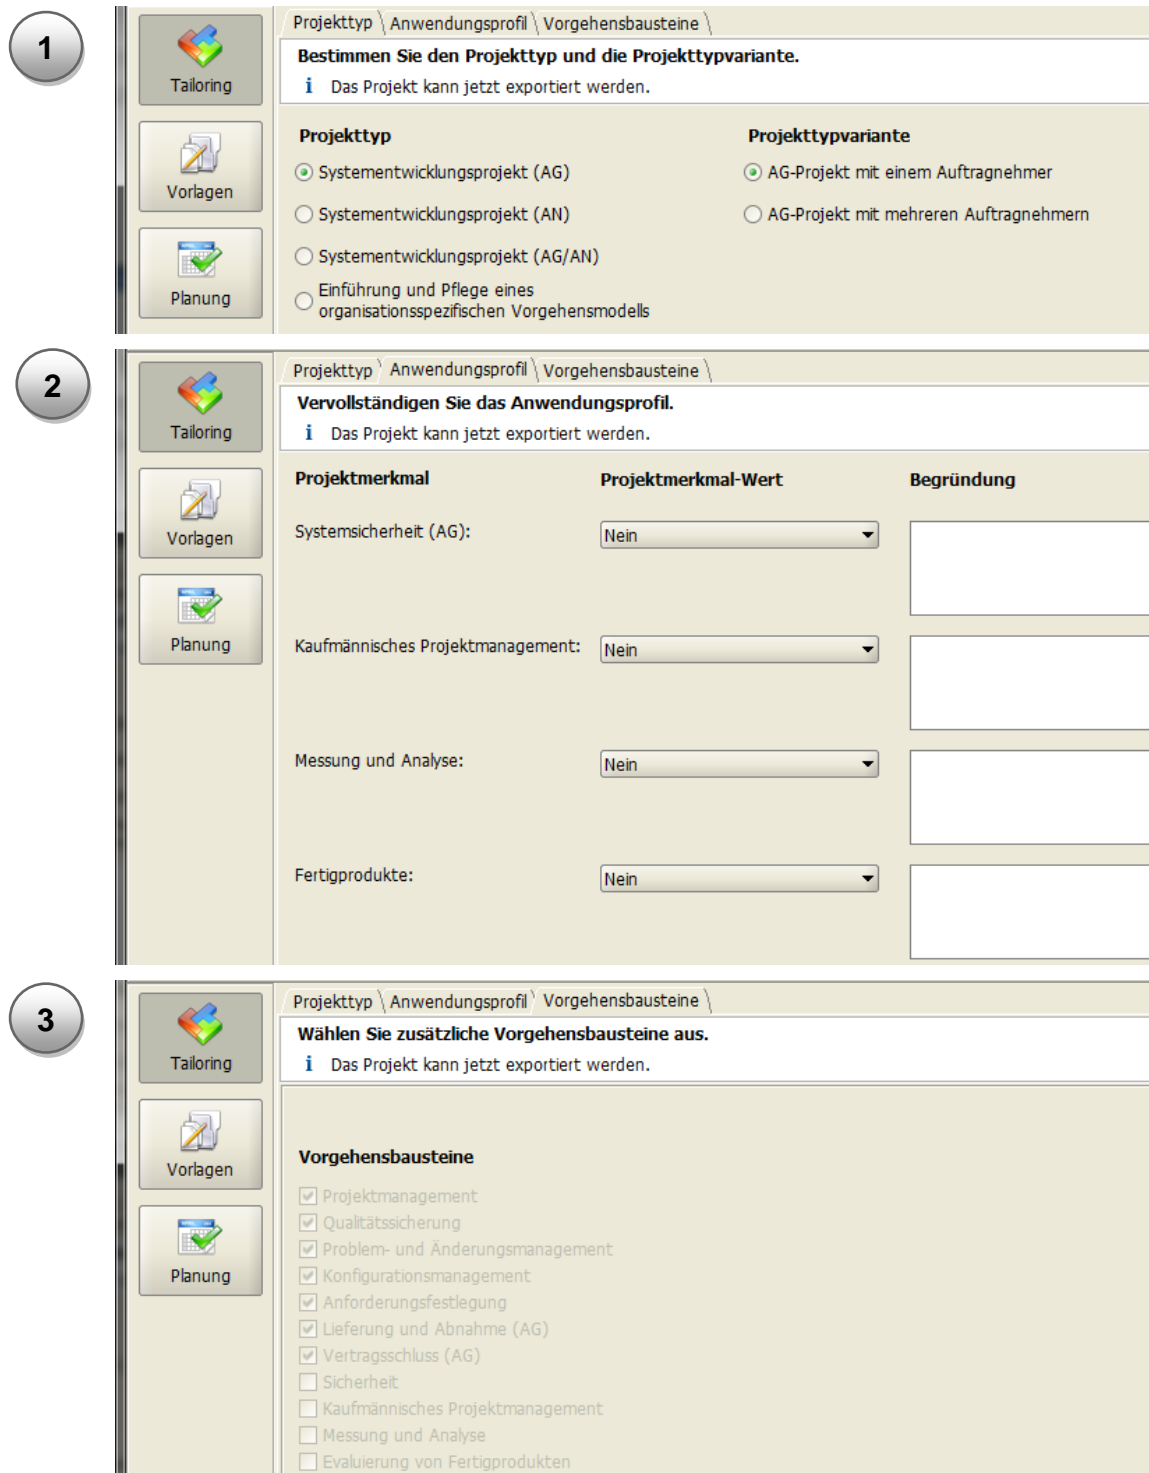 1
Tailoring
Vorlagen
Planung
Projekttyp Anwendungsprofil Vorgehensbausteine
Bestimmen Sie den Projekttyp und die Projekttypvariante.
i Das Projekt kann jetzt exportiert werden.
Projekttyp Projekttypvariante
Systementwicklungsprojekt (AG) AG-Projekt mit einem Auftragnehmer
Systementwicklungsprojekt (AN) AG-Projekt mit mehreren Auftragnehmern
Systementwicklungsprojekt (AG/AN)
Einführung und Pflege eines
organisationsspezifischen Vorgehensmodells
2
Tailoring
Vorlagen
Planung
Projekttyp Anwendungsprofil Vorgehensbausteine
Vervollständigen Sie das Anwendungsprofil.
i Das Projekt kann jetzt exportiert werden.
Projektmerkmal Projektmerkmal-Wert Begründung
Systemsicherheit (AG): Nein
Kaufmännisches Projektmanagement: Nein
Messung und Analyse: Nein
Fertigprodukte: Nein
3
Tailoring
Vorlagen
Planung
Projekttyp Anwendungsprofil Vorgehensbausteine
Wählen Sie zusätzliche Vorgehensbausteine aus.
i Das Projekt kann jetzt exportiert werden.
Vorgehensbausteine
Projektmanagement
Qualitätssicherung
Problem- und Änderungsmanagement
Konfigurationsmanagement
Anforderungsfestlegung
Lieferung und Abnahme (AG)
Vertragsschluss (AG)
Sicherheit
Kaufmännisches Projektmanagement
Messung und Analyse
Evaluierung von Fertigprodukten